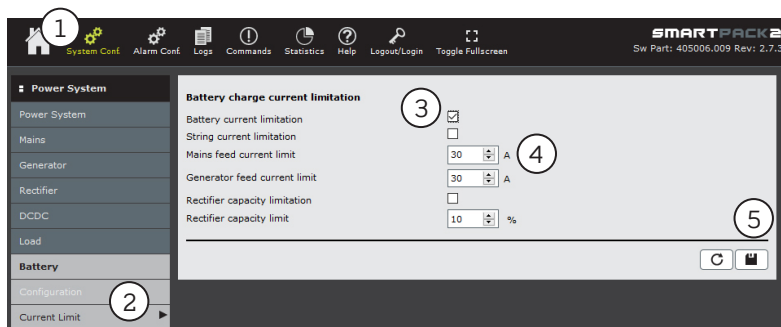 1
System Conf.
Alarm Conf.
Logs
Commands
Statistics
Help
Logout/Login
Toggle Fullscreen
SMARTPACK2
Sw Part: 405006.009 Rev: 2.7.3
Power System
Power System
Mains
Generator
Rectifier
DCDC
Load
Battery
Configuration
2
Current Limit
Battery charge current limitation
3
Battery current limitation
String current limitation
Mains feed current limit 30 A
4
Generator feed current limit 30 A
Rectifier capacity limitation
Rectifier capacity limit 10 %
5